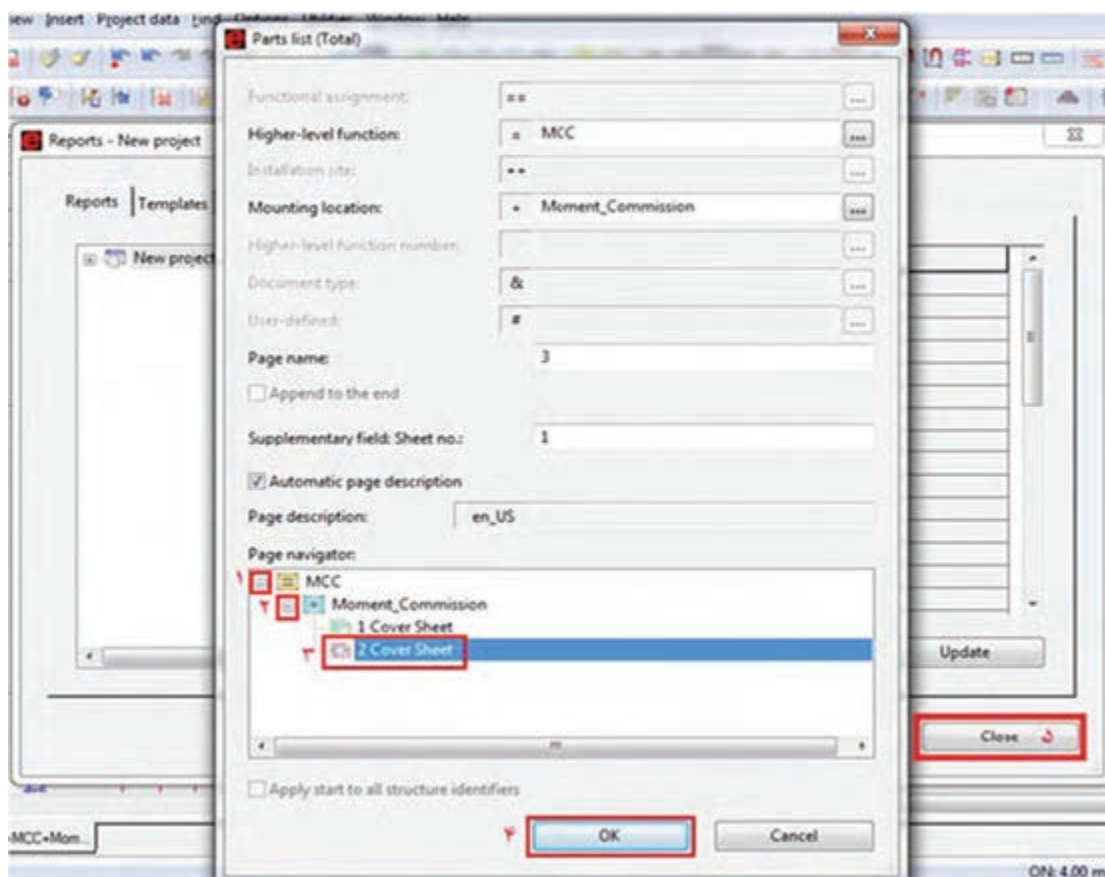 ew Insert Project data Find Options Utilities Window Help
Parts list (Total)
Functional assignment: ==
...
Higher-level function: = MCC
...
Installation site: ++
...
Mounting location: + Moment_Commission
...
Higher-level function number:
...
Document type: &
...
User-defined: #
...
Page name: 3
Append to the end
Supplementary field: Sheet no.: 1
Automatic page description
Page description: en_US
Page navigator:
۱ MCC
۲ Moment_Commission
1 Cover Sheet
۳ 2 Cover Sheet
Apply start to all structure identifiers
۴ OK Cancel
Reports - New project
Reports Templates
New project
Update
Close ۵
-MCC+Mom...
ON: 4.00 m